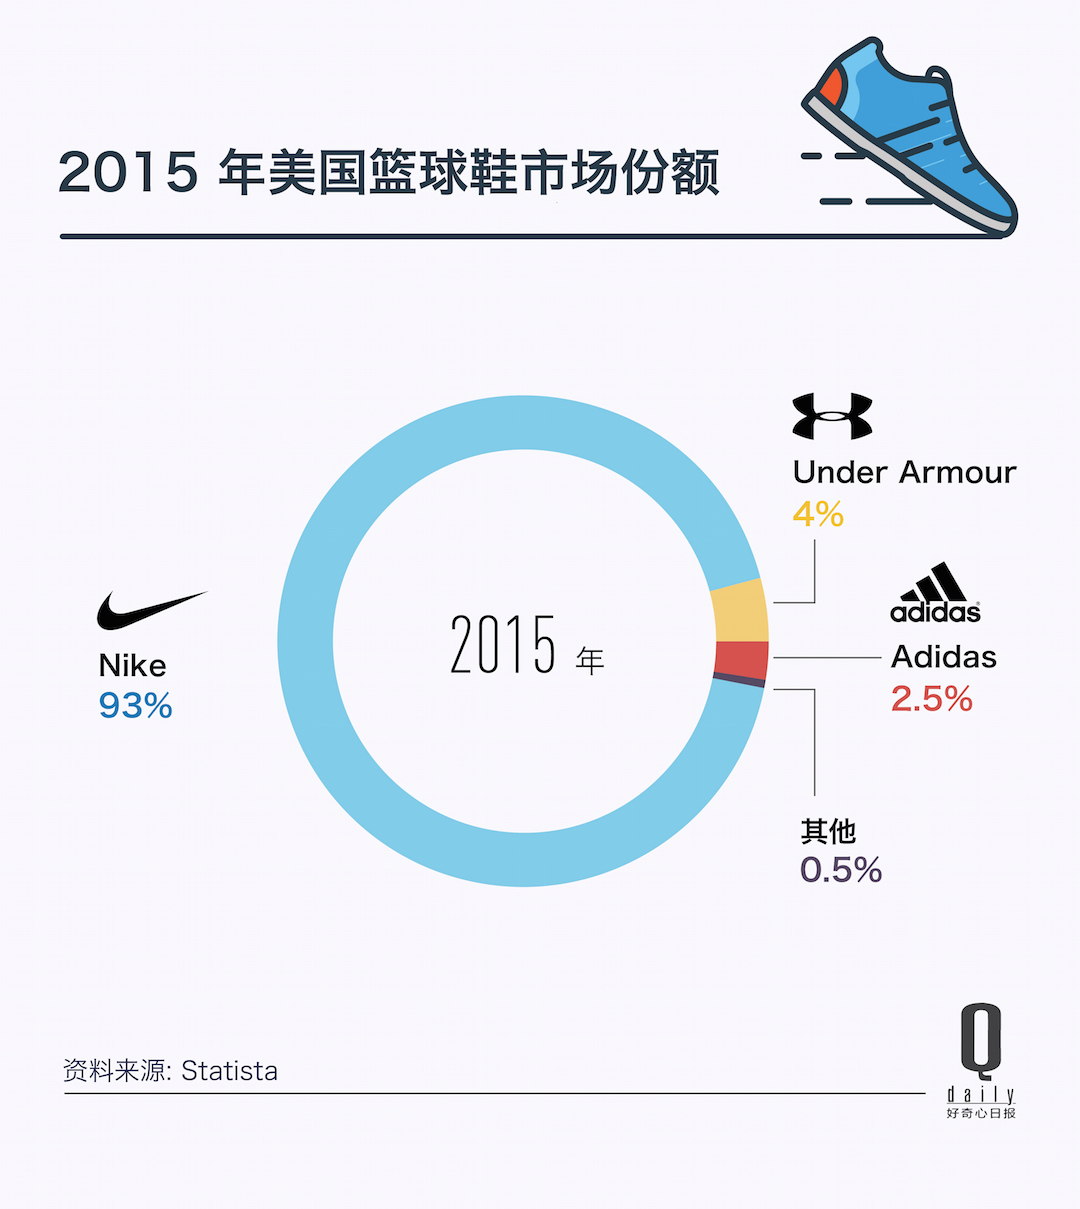 2015 年美国篮球鞋市场份额
Under Armour
4%
adidas
Adidas
2.5%
2015 年
Nike
93%
其他
0.5%
资料来源: Statista
Q
daily
好奇心日报